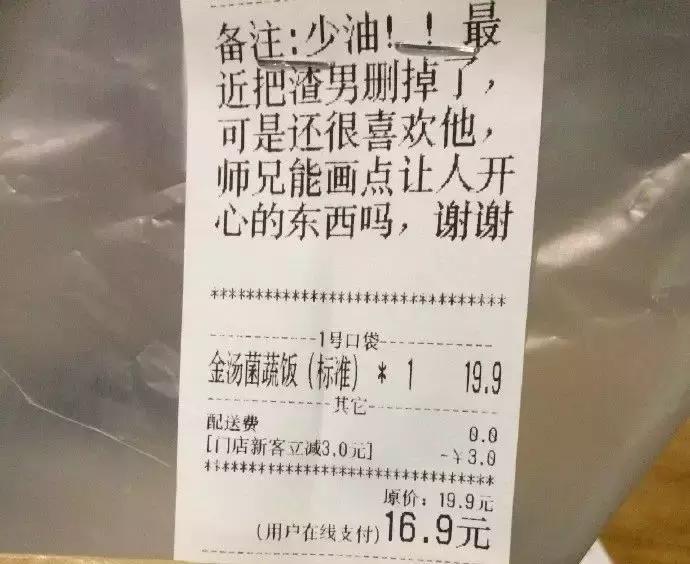 备注:少油!！最
近把渣男删掉了,
可是还很喜欢他,
师兄能画点让人开
心的东西吗, 谢谢
********************************
1号口袋
金汤菌蔬饭(标准) * 1 19.9
其它
配送费 0.0
[门店新客立减3.0元] -￥3.0
********************************
原价: 19.9元
(用户在线支付)16.9元